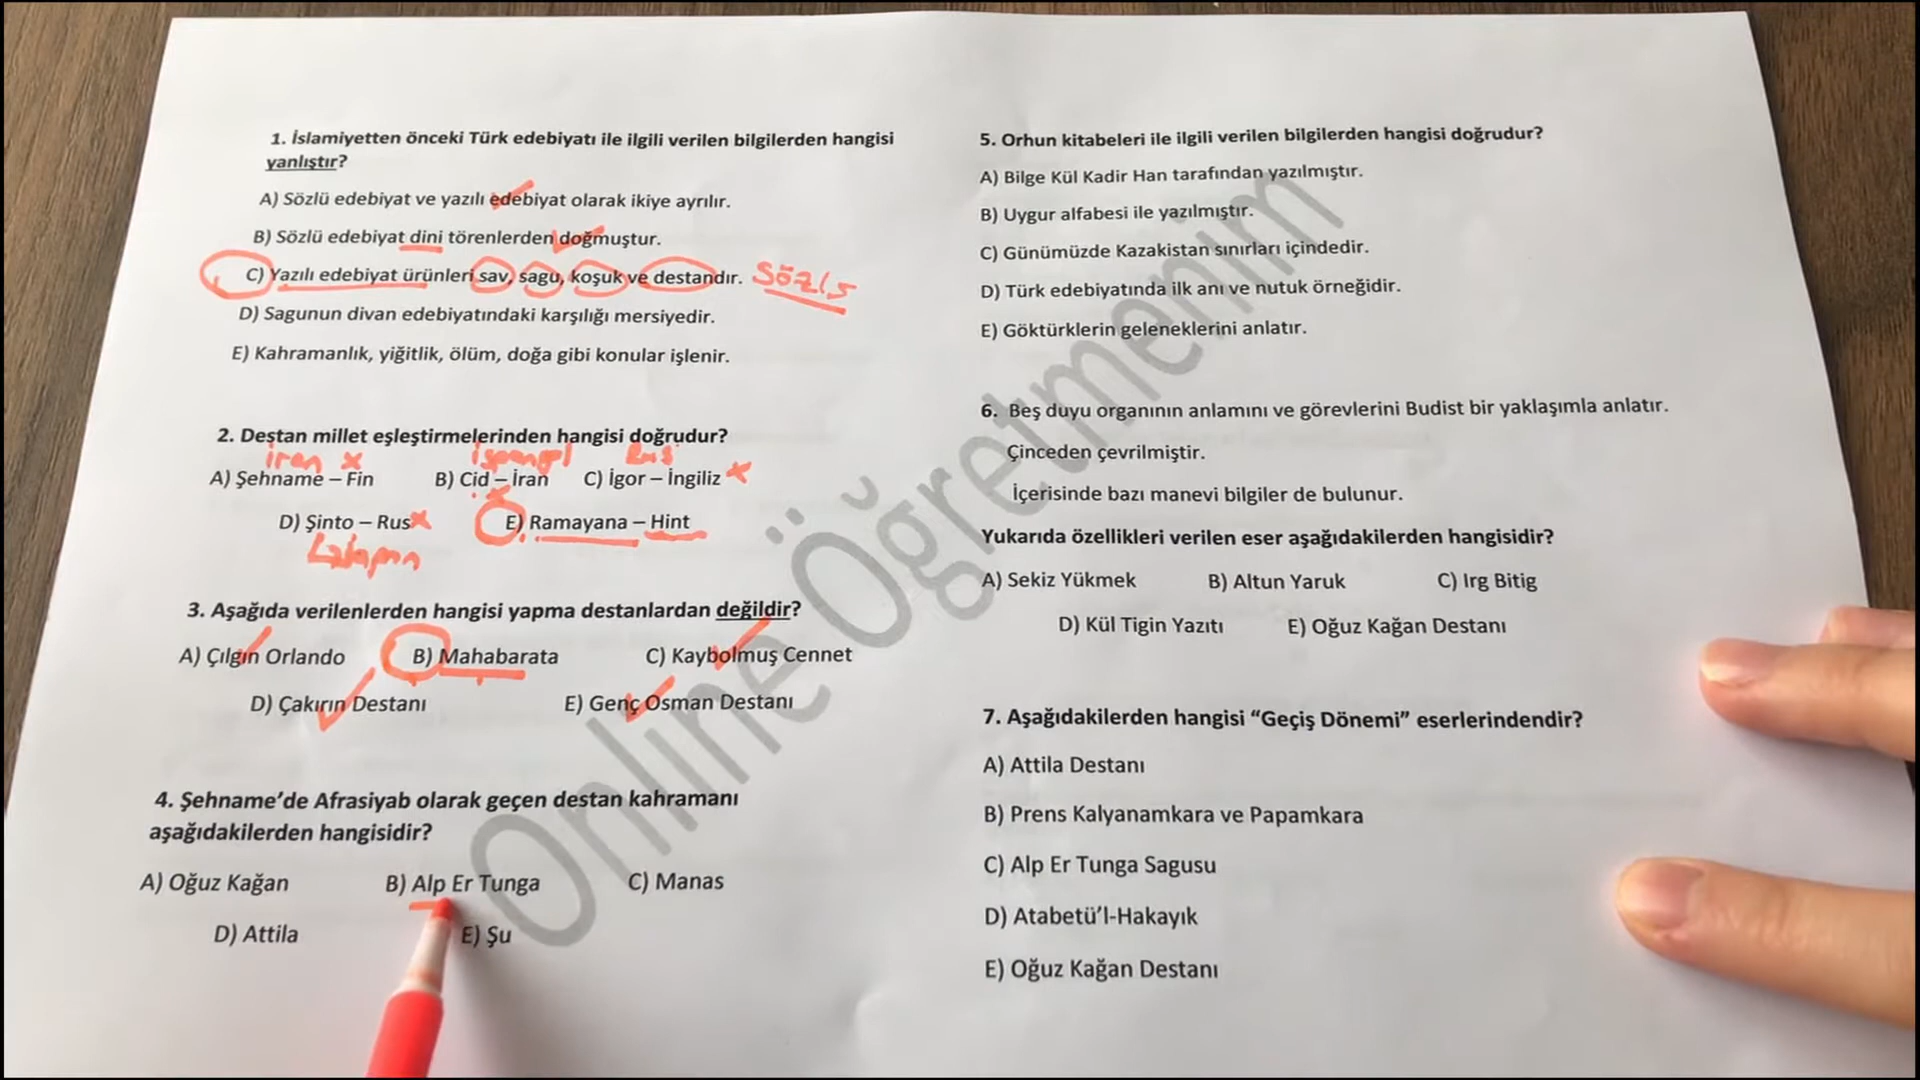 1. İslamiyetten önceki Türk edebiyatı ile ilgili verilen bilgilerden hangisi
yanlıştır?
A) Sözlü edebiyat ve yazılı edebiyat olarak ikiye ayrılır.
B) Sözlü edebiyat dini törenlerden doğmuştur.
C) Yazılı edebiyat ürünleri sav, sagu, koşuk ve destandır. Sözlü
D) Sagunun divan edebiyatındaki karşılığı mersiyedir.
E) Kahramanlık, yiğitlik, ölüm, doğa gibi konular işlenir.
2. Destan millet eşleştirmelerinden hangisi doğrudur?
iran x ispanyol Rus
A) Şehname – Fin B) Cid – İran C) İgor – İngiliz x
D) Şinto – Rus x E) Ramayana – Hint
Japon
3. Aşağıda verilenlerden hangisi yapma destanlardan değildir?
A) Çılgın Orlando B) Mahabarata C) Kaybolmuş Cennet
D) Çakırın Destanı E) Genç Osman Destanı
4. Şehname’de Afrasiyab olarak geçen destan kahramanı
aşağıdakilerden hangisidir?
A) Oğuz Kağan B) Alp Er Tunga C) Manas
D) Attila E) Şu
5. Orhun kitabeleri ile ilgili verilen bilgilerden hangisi doğrudur?
A) Bilge Kül Kadir Han tarafından yazılmıştır.
B) Uygur alfabesi ile yazılmıştır.
C) Günümüzde Kazakistan sınırları içindedir.
D) Türk edebiyatında ilk anı ve nutuk örneğidir.
E) Göktürklerin geleneklerini anlatır.
6. Beş duyu organının anlamını ve görevlerini Budist bir yaklaşımla anlatır.
Çinceden çevrilmiştir.
İçerisinde bazı manevi bilgiler de bulunur.
Yukarıda özellikleri verilen eser aşağıdakilerden hangisidir?
A) Sekiz Yükmek B) Altun Yaruk C) Irg Bitig
D) Kül Tigin Yazıtı E) Oğuz Kağan Destanı
7. Aşağıdakilerden hangisi “Geçiş Dönemi” eserlerindendir?
A) Attila Destanı
B) Prens Kalyanamkara ve Papamkara
C) Alp Er Tunga Sagusu
D) Atabetü’l-Hakayık
E) Oğuz Kağan Destanı
Online Öğretmenim